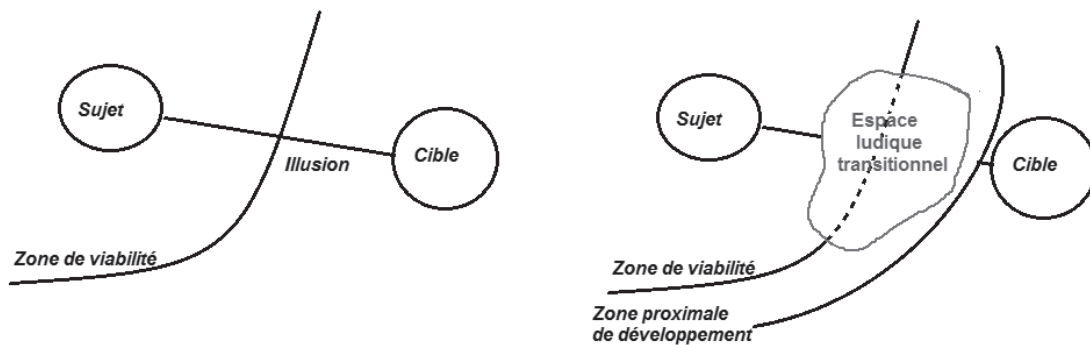 Sujet
Cible
Illusion
Zone de viabilité
Sujet
Espace
ludique
transitionnel
Cible
Zone de viabilité
Zone proximale
de développement